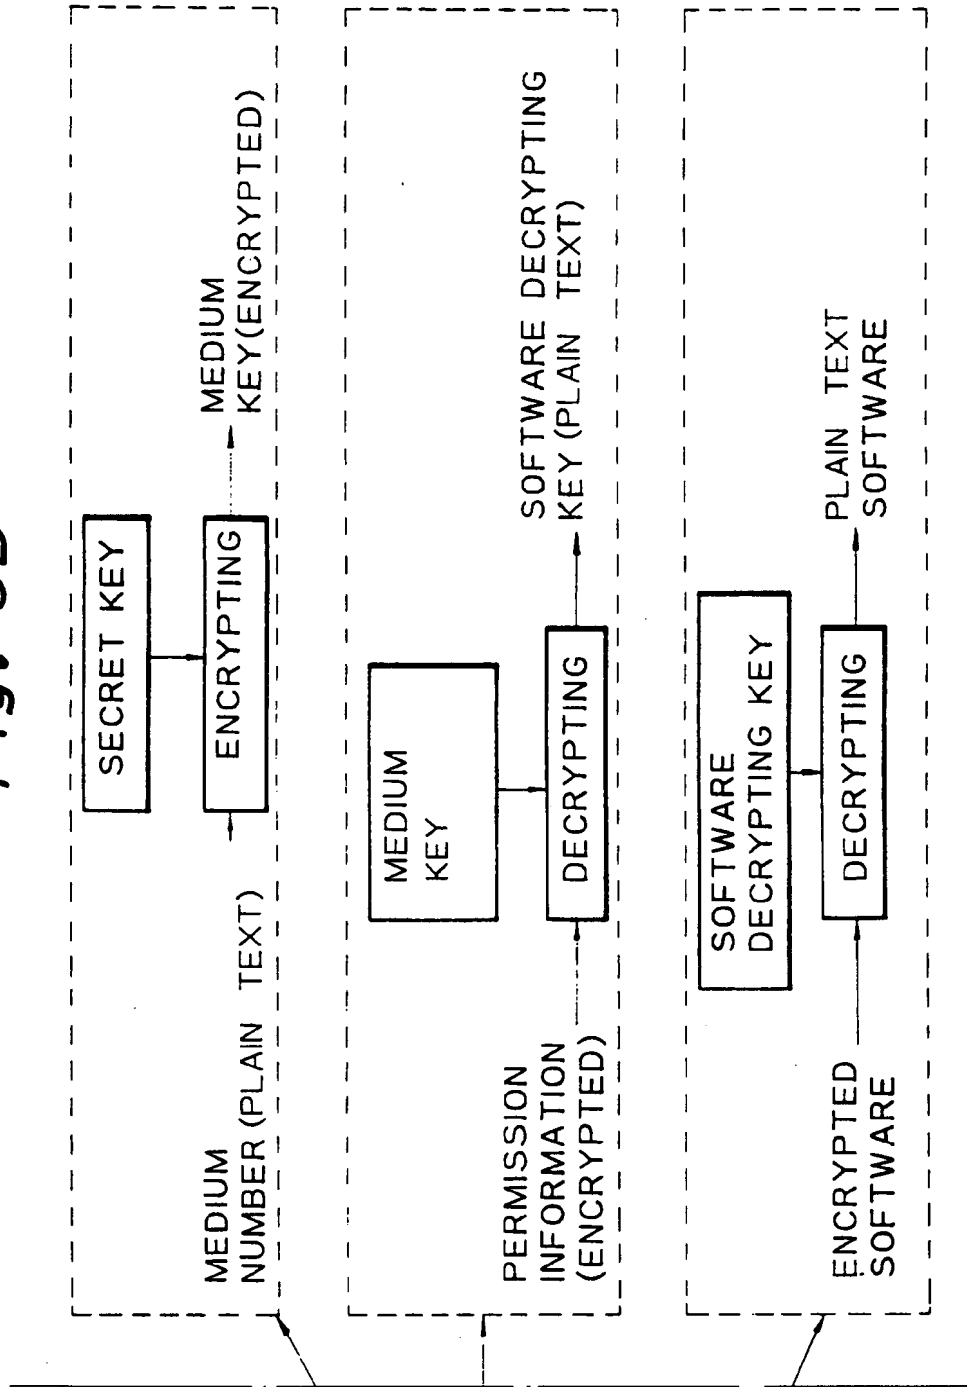 SECRET KEY
MEDIUM
NUMBER (PLAIN TEXT)
ENCRYPTING
MEDIUM
KEY(ENCRYPTED)
MEDIUM
KEY
PERMISSION
INFORMATION
(ENCRYPTED)
DECRYPTING
SOFTWARE DECRYPTING
KEY (PLAIN TEXT)
SOFTWARE
DECRYPTING KEY
ENCRYPTED
SOFTWARE
DECRYPTING
PLAIN TEXT
SOFTWARE